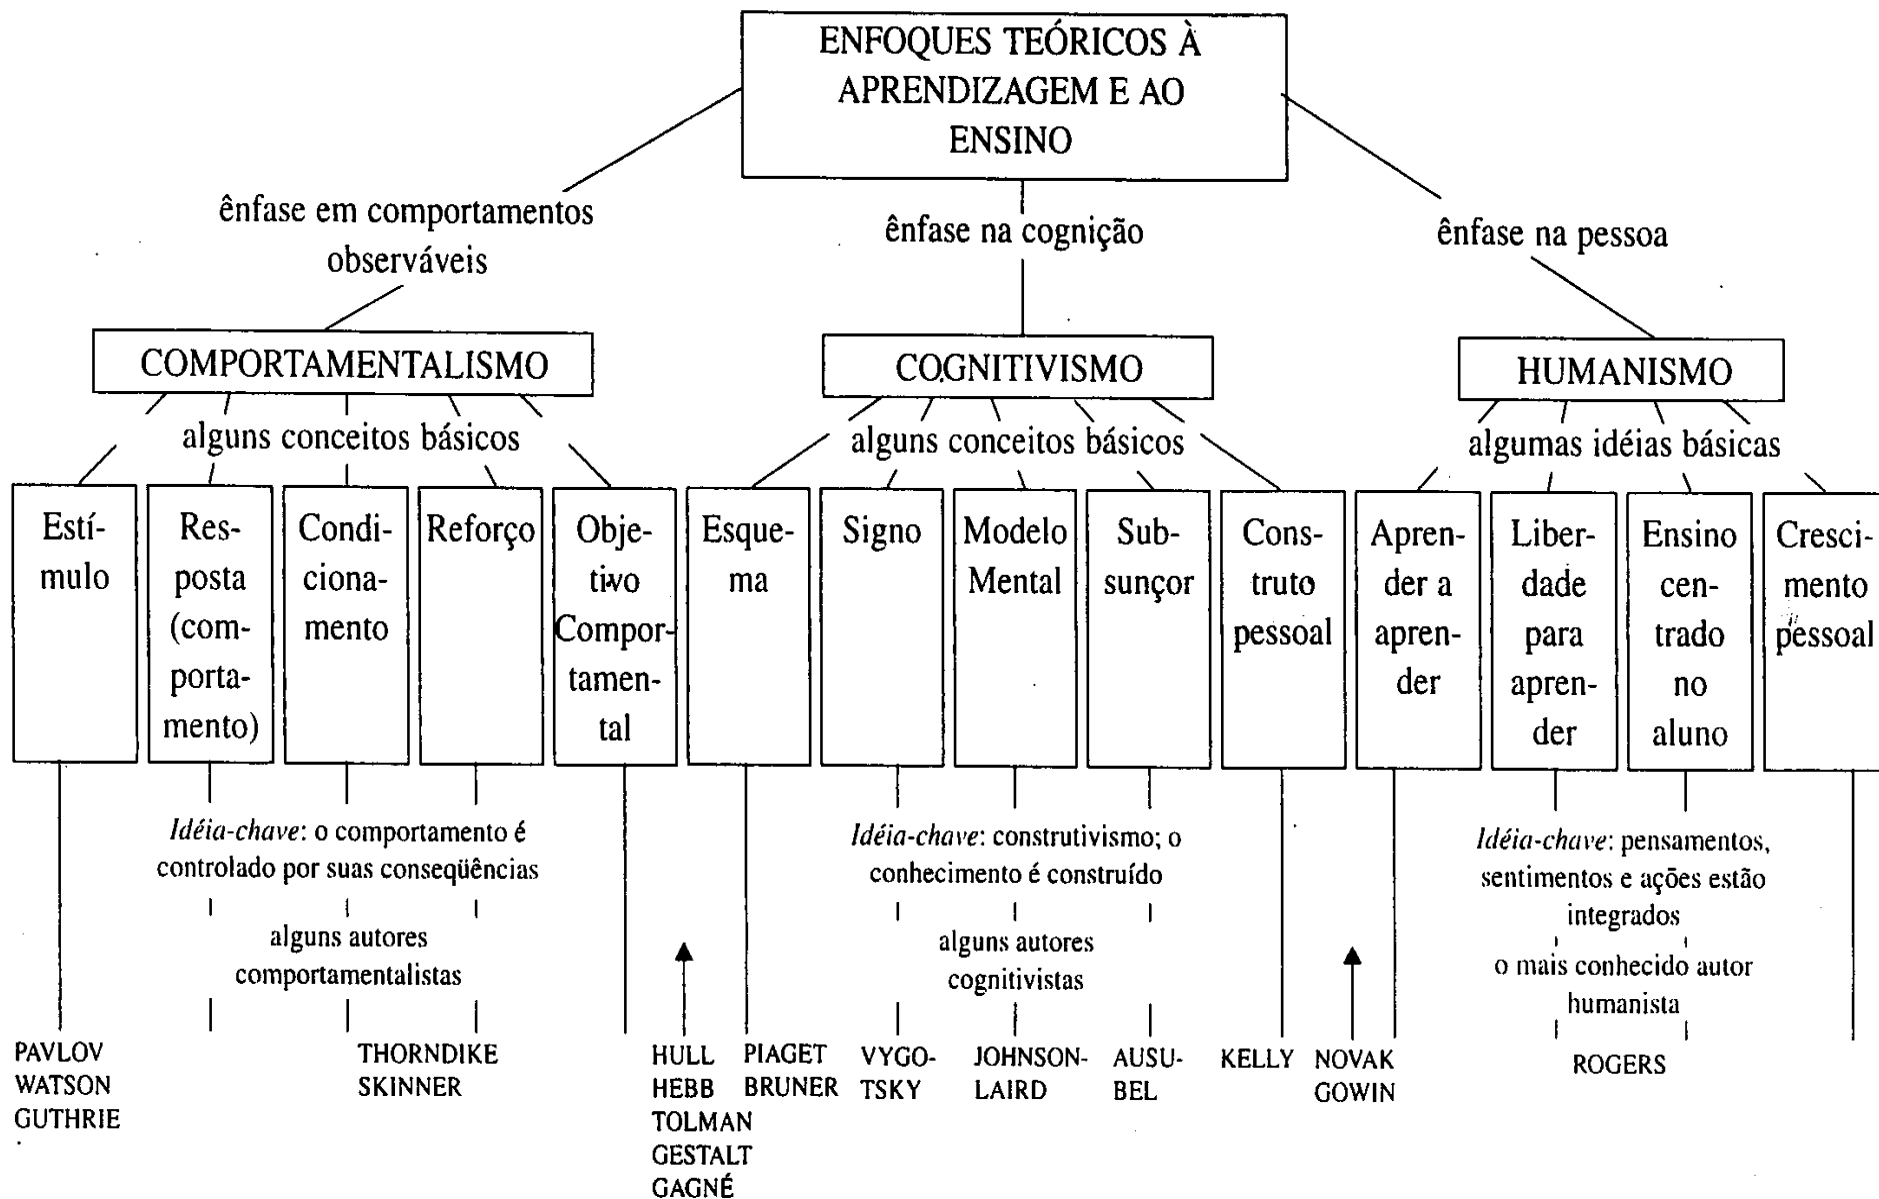 ENFOQUES TEÓRICOS À
APRENDIZAGEM E AO
ENSINO
ênfase em comportamentos
observáveis
ênfase na cognição
ênfase na pessoa
COMPORTAMENTALISMO
COGNITIVISMO
HUMANISMO
alguns conceitos básicos
alguns conceitos básicos
algumas idéias básicas
Estí-
mulo
Res-
posta
(com-
porta-
mento)
Condi-
ciona-
mento
Reforço
Obje-
tivo
Compor-
tamen-
tal
Esque-
ma
Signo
Modelo
Mental
Sub-
sunçor
Cons-
truto
pessoal
Apren-
der a
apren-
der
Liber-
dade
para
apren-
der
Ensino
cen-
trado
no
aluno
Cresci-
mento
pessoal
Idéia-chave: o comportamento é
controlado por suas conseqüências
alguns autores
comportamentalistas
Idéia-chave: construtivismo; o
conhecimento é construído
alguns autores
cognitivistas
Idéia-chave: pensamentos,
sentimentos e ações estão
integrados
o mais conhecido autor
humanista
PAVLOV
WATSON
GUTHRIE
THORNDIKE
SKINNER
HULL
HEBB
TOLMAN
GESTALT
GAGNÉ
PIAGET
BRUNER
VYGO-
TSKY
JOHNSON-
LAIRD
AUSU-
BEL
KELLY
NOVAK
GOWIN
ROGERS